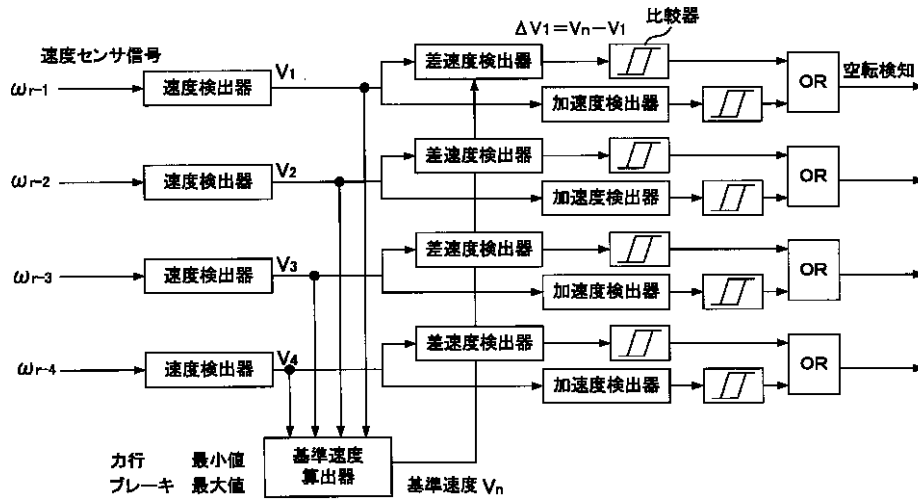 ΔV1=Vn−V1
比較器
速度センサ信号
ωr-1
速度検出器
V1
差速度検出器
加速度検出器
OR
空転検知
ωr-2
速度検出器
V2
差速度検出器
加速度検出器
OR
ωr-3
速度検出器
V3
差速度検出器
加速度検出器
OR
ωr-4
速度検出器
V4
差速度検出器
加速度検出器
OR
力行 最小値
ブレーキ 最大値
基準速度
算出器
基準速度 Vn